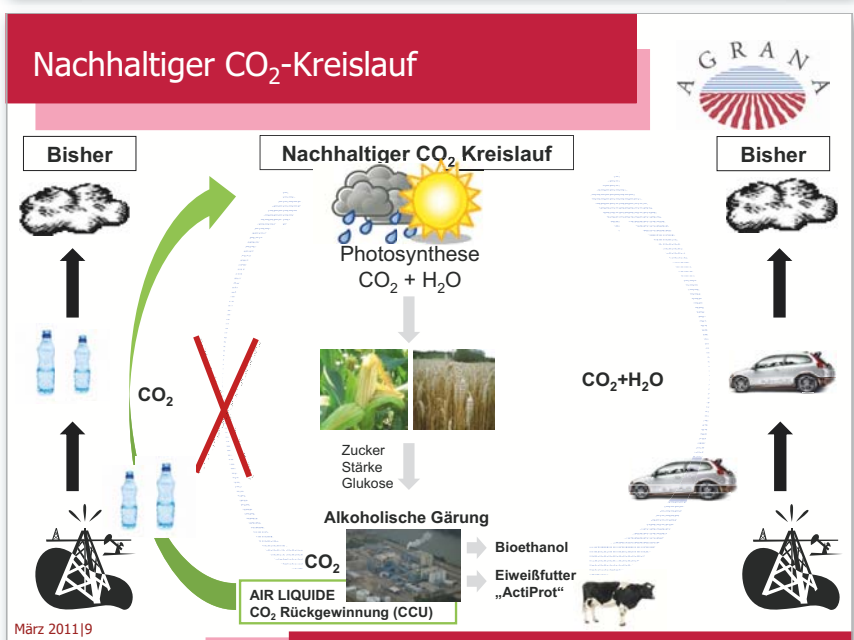 Nachhaltiger CO₂-Kreislauf
AGRANA
Bisher
Nachhaltiger CO₂ Kreislauf
Bisher
Photosynthese
CO₂ + H₂O
CO₂
CO₂+H₂O
Zucker
Stärke
Glukose
Alkoholische Gärung
CO₂
Bioethanol
Eiweißfutter
„ActiProt“
AIR LIQUIDE
CO₂ Rückgewinnung (CCU)
März 2011|9